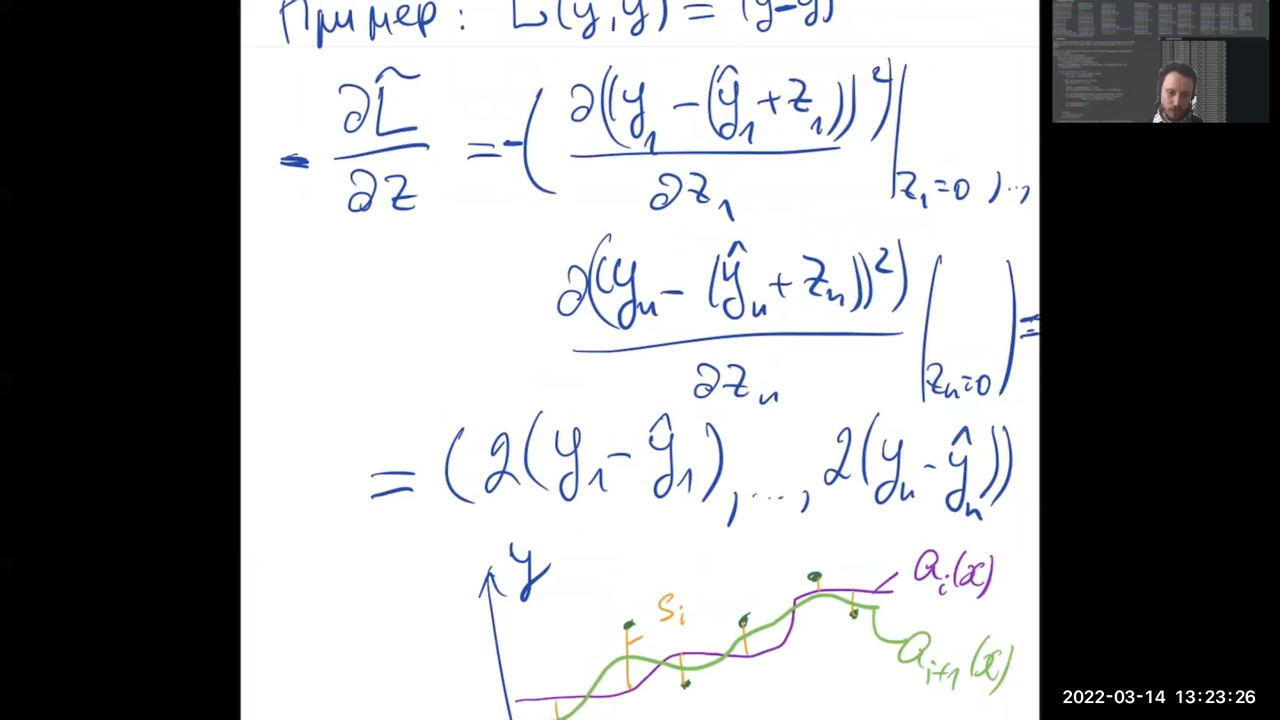 Пример: L(y, ŷ) = (y-ŷ)
- ∂L̃/∂z = -(∂((y₁ - (ŷ₁ + z₁))²)/∂z₁ |z₁=0 , ...,
∂((yₙ - (ŷₙ + zₙ))²)/∂zₙ |zₙ=0) =
= (2(y₁ - ŷ₁), ..., 2(yₙ - ŷₙ))
y
aᵢ(x)
sᵢ
aᵢ₊₁(x)
2022-03-14 13:23:26